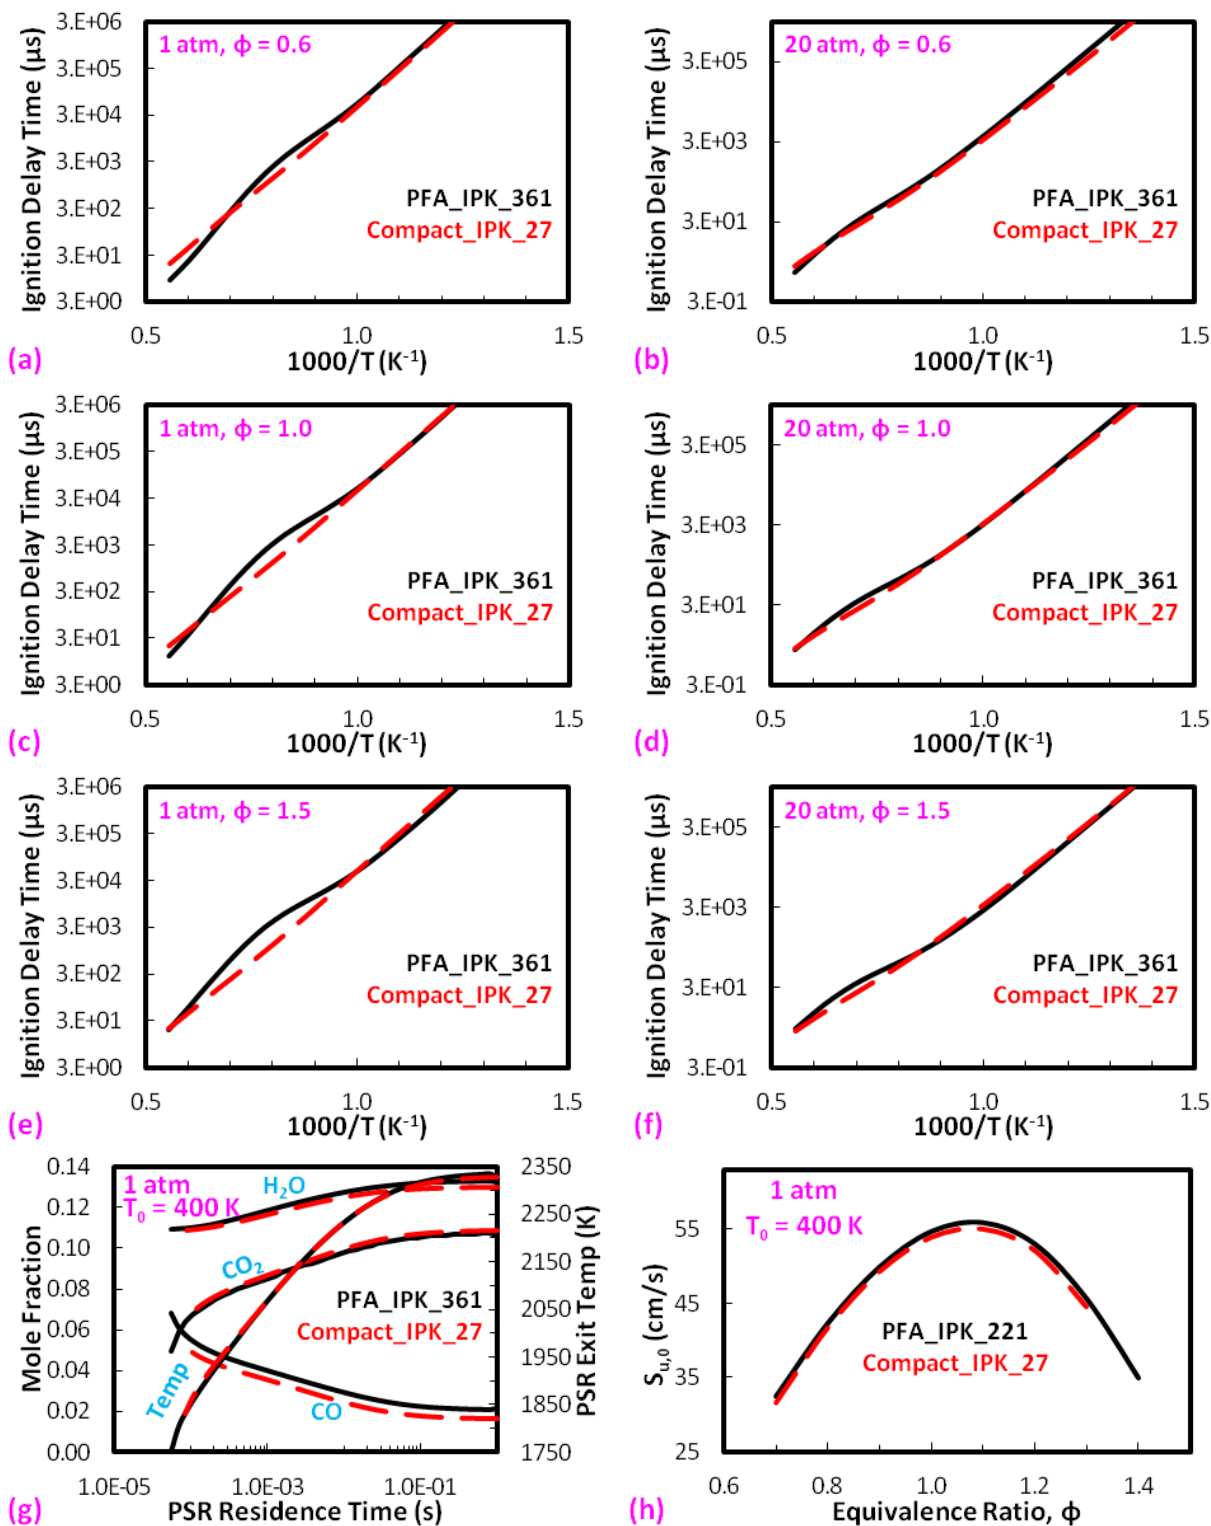 Ignition Delay Time (µs)
3.E+06
3.E+05
3.E+04
3.E+03
3.E+02
3.E+01
3.E+00
1 atm, ϕ = 0.6
PFA_IPK_361
Compact_IPK_27
0.5 1.0 1.5
(a) 1000/T (K⁻¹)
Ignition Delay Time (µs)
3.E+05
3.E+03
3.E+01
3.E-01
20 atm, ϕ = 0.6
PFA_IPK_361
Compact_IPK_27
0.5 1.0 1.5
(b) 1000/T (K⁻¹)
Ignition Delay Time (µs)
3.E+06
3.E+05
3.E+04
3.E+03
3.E+02
3.E+01
3.E+00
1 atm, ϕ = 1.0
PFA_IPK_361
Compact_IPK_27
0.5 1.0 1.5
(c) 1000/T (K⁻¹)
Ignition Delay Time (µs)
3.E+05
3.E+03
3.E+01
3.E-01
20 atm, ϕ = 1.0
PFA_IPK_361
Compact_IPK_27
0.5 1.0 1.5
(d) 1000/T (K⁻¹)
Ignition Delay Time (µs)
3.E+06
3.E+05
3.E+04
3.E+03
3.E+02
3.E+01
3.E+00
1 atm, ϕ = 1.5
PFA_IPK_361
Compact_IPK_27
0.5 1.0 1.5
(e) 1000/T (K⁻¹)
Ignition Delay Time (µs)
3.E+05
3.E+03
3.E+01
3.E-01
20 atm, ϕ = 1.5
PFA_IPK_361
Compact_IPK_27
0.5 1.0 1.5
(f) 1000/T (K⁻¹)
Mole Fraction
0.14
0.12
0.10
0.08
0.06
0.04
0.02
0.00
1 atm
T₀ = 400 K
H₂O
CO₂
PFA_IPK_361
Compact_IPK_27
Temp
CO
2350
2250
2150
2050
1950
1850
1750
PSR Exit Temp (K)
1.0E-05 1.0E-03 1.0E-01
(g) PSR Residence Time (s)
Sᵤ,₀ (cm/s)
55
45
35
25
1 atm
T₀ = 400 K
PFA_IPK_221
Compact_IPK_27
0.6 0.8 1.0 1.2 1.4
(h) Equivalence Ratio, ϕ